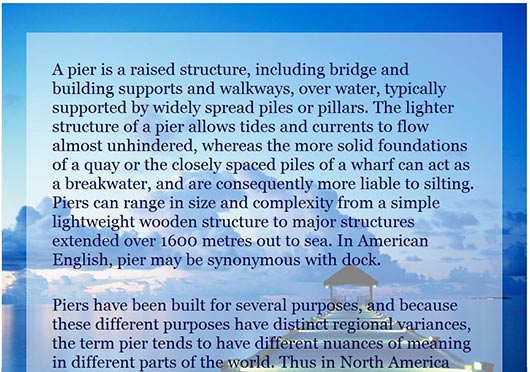 A pier is a raised structure, including bridge and
building supports and walkways, over water, typically
supported by widely spread piles or pillars. The lighter
structure of a pier allows tides and currents to flow
almost unhindered, whereas the more solid foundations
of a quay or the closely spaced piles of a wharf can act as
a breakwater, and are consequently more liable to silting.
Piers can range in size and complexity from a simple
lightweight wooden structure to major structures
extended over 1600 metres out to sea. In American
English, pier may be synonymous with dock.
Piers have been built for several purposes, and because
these different purposes have distinct regional variances,
the term pier tends to have different nuances of meaning
in different parts of the world. Thus in North America